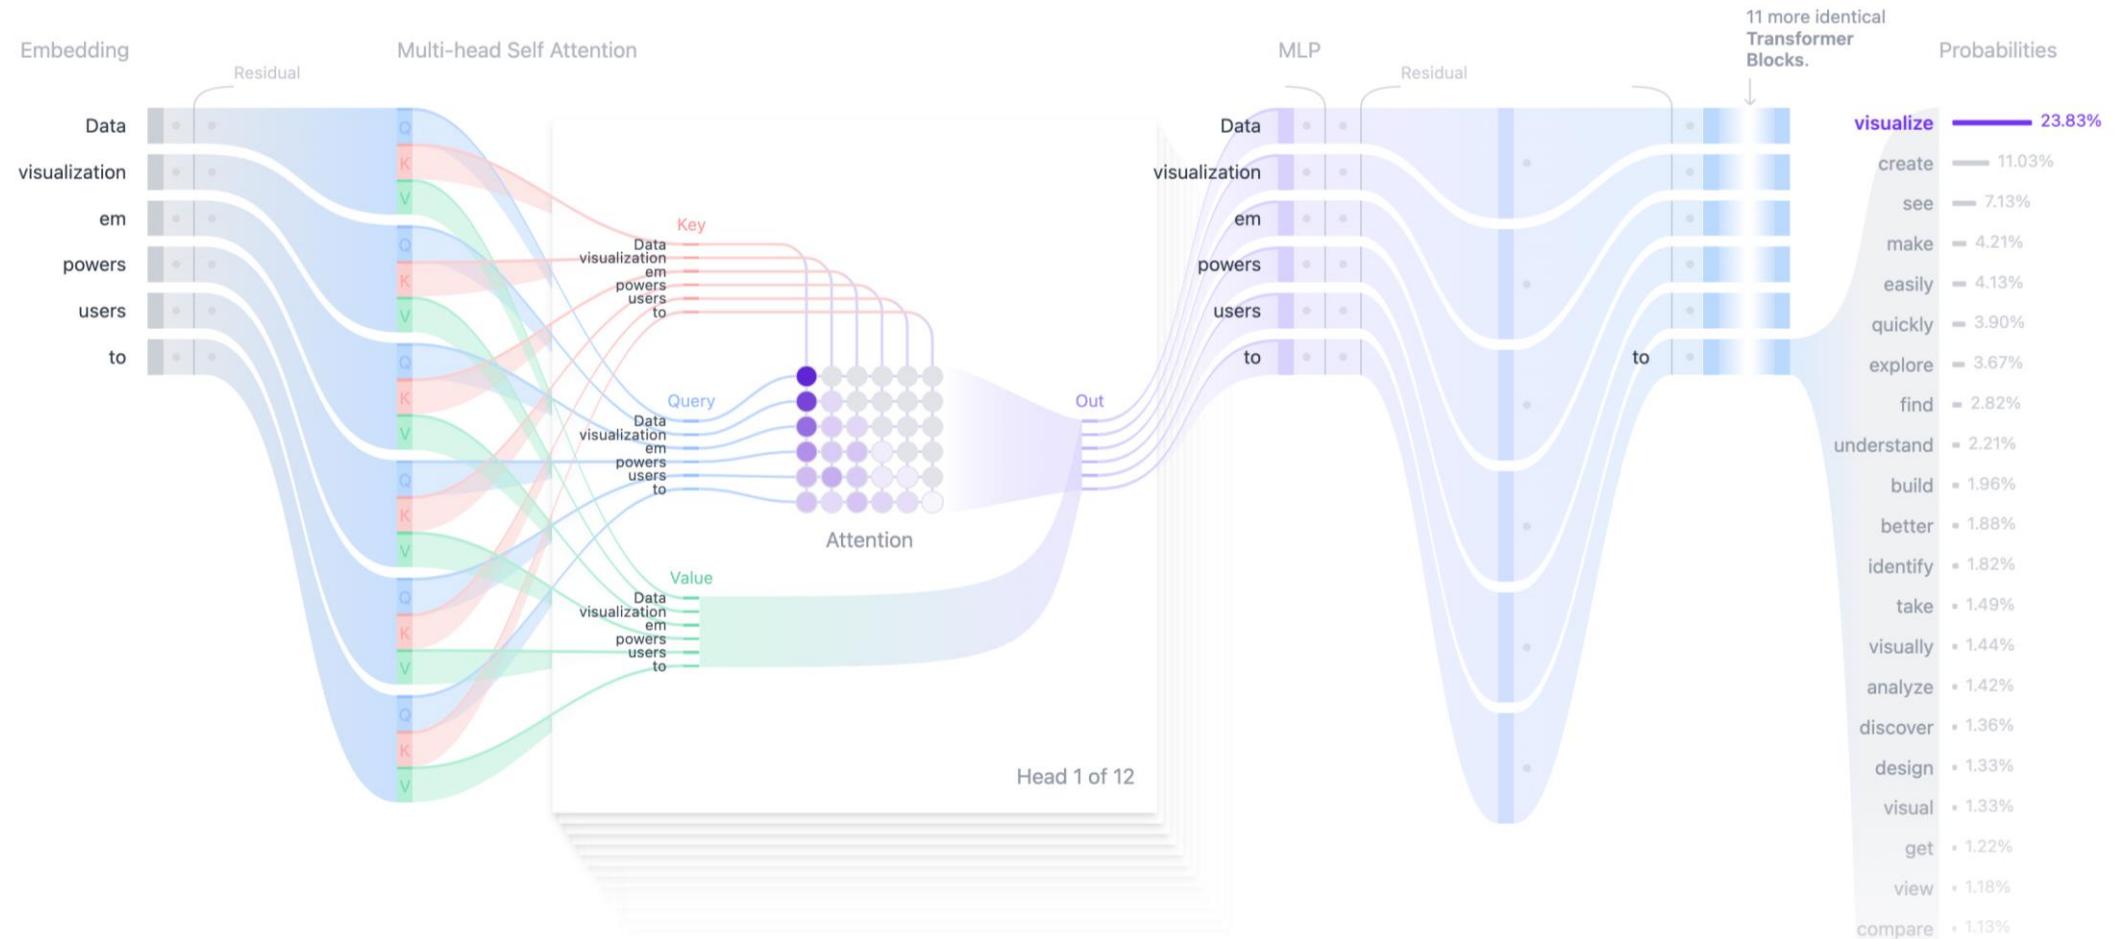 Embedding
Residual
Data
visualization
em
powers
users
to
Multi-head Self Attention
Q
K
V
Q
K
V
Q
K
V
Q
K
V
Q
K
V
Q
K
V
Key
Data
visualization
em
powers
users
to
Query
Data
visualization
em
powers
users
to
Attention
Value
Data
visualization
em
powers
users
to
Out
Head 1 of 12
MLP
Residual
Data
visualization
em
powers
users
to
to
11 more identical
Transformer
Blocks.
Probabilities
visualize 23.83%
create 11.03%
see 7.13%
make 4.21%
easily 4.13%
quickly 3.90%
explore 3.67%
find 2.82%
understand 2.21%
build 1.96%
better 1.88%
identify 1.82%
take 1.49%
visually 1.44%
analyze 1.42%
discover 1.36%
design 1.33%
visual 1.33%
get 1.22%
view 1.18%
compare 1.13%